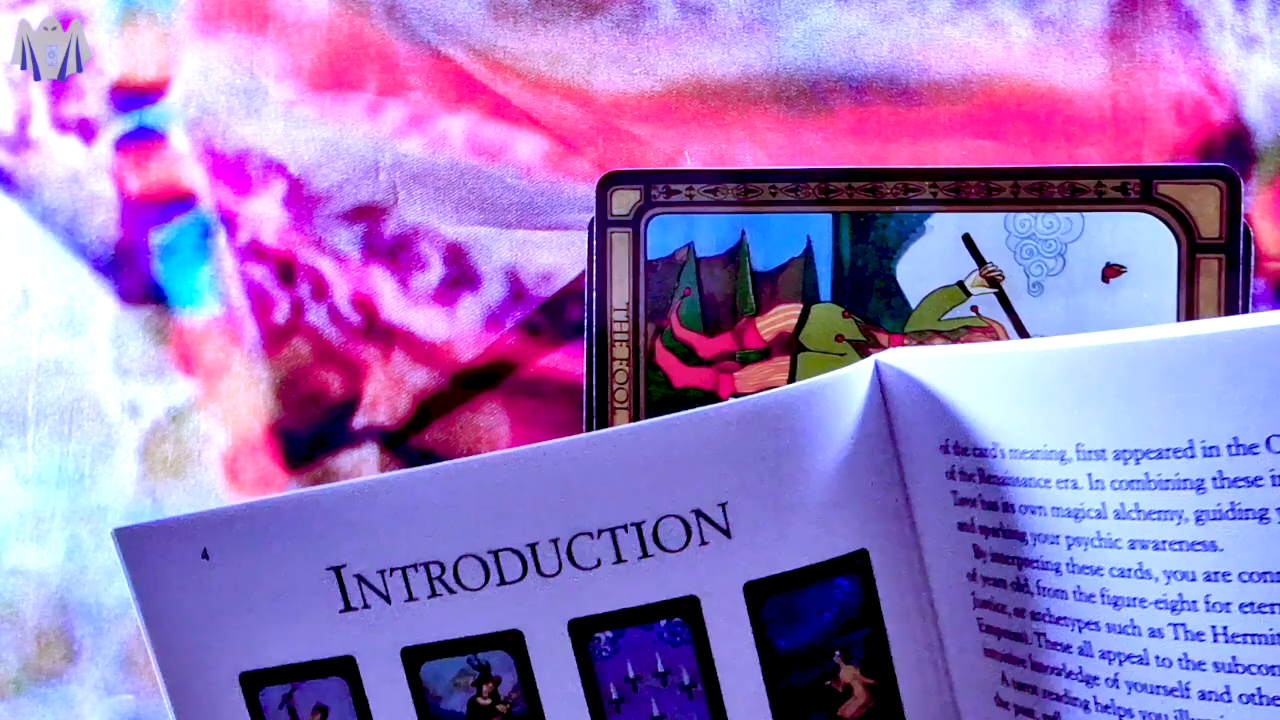 THE FOOL
4
INTRODUCTION
of the card's meaning, first appeared in the
of the Renaissance era. In combining these
Tarot has its own magical alchemy, guiding
and sparking your psychic awareness.
By interpreting these cards, you are
of years old, from the figure-eight for
Justice, or archetypes such as The
Emperor). These all appeal to the
knowledge of yourself and
A tarot reading helps you
the past,